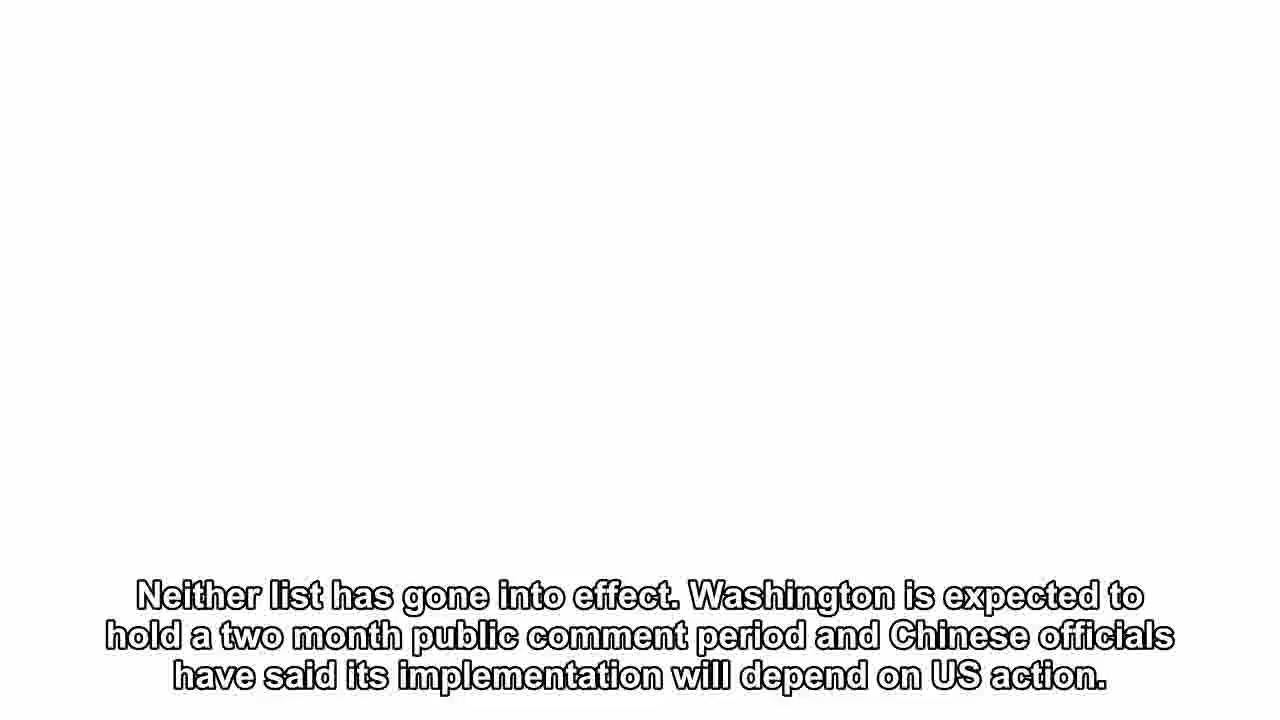 Neither list has gone into effect. Washington is expected to
hold a two month public comment period and Chinese officials
have said its implementation will depend on US action.